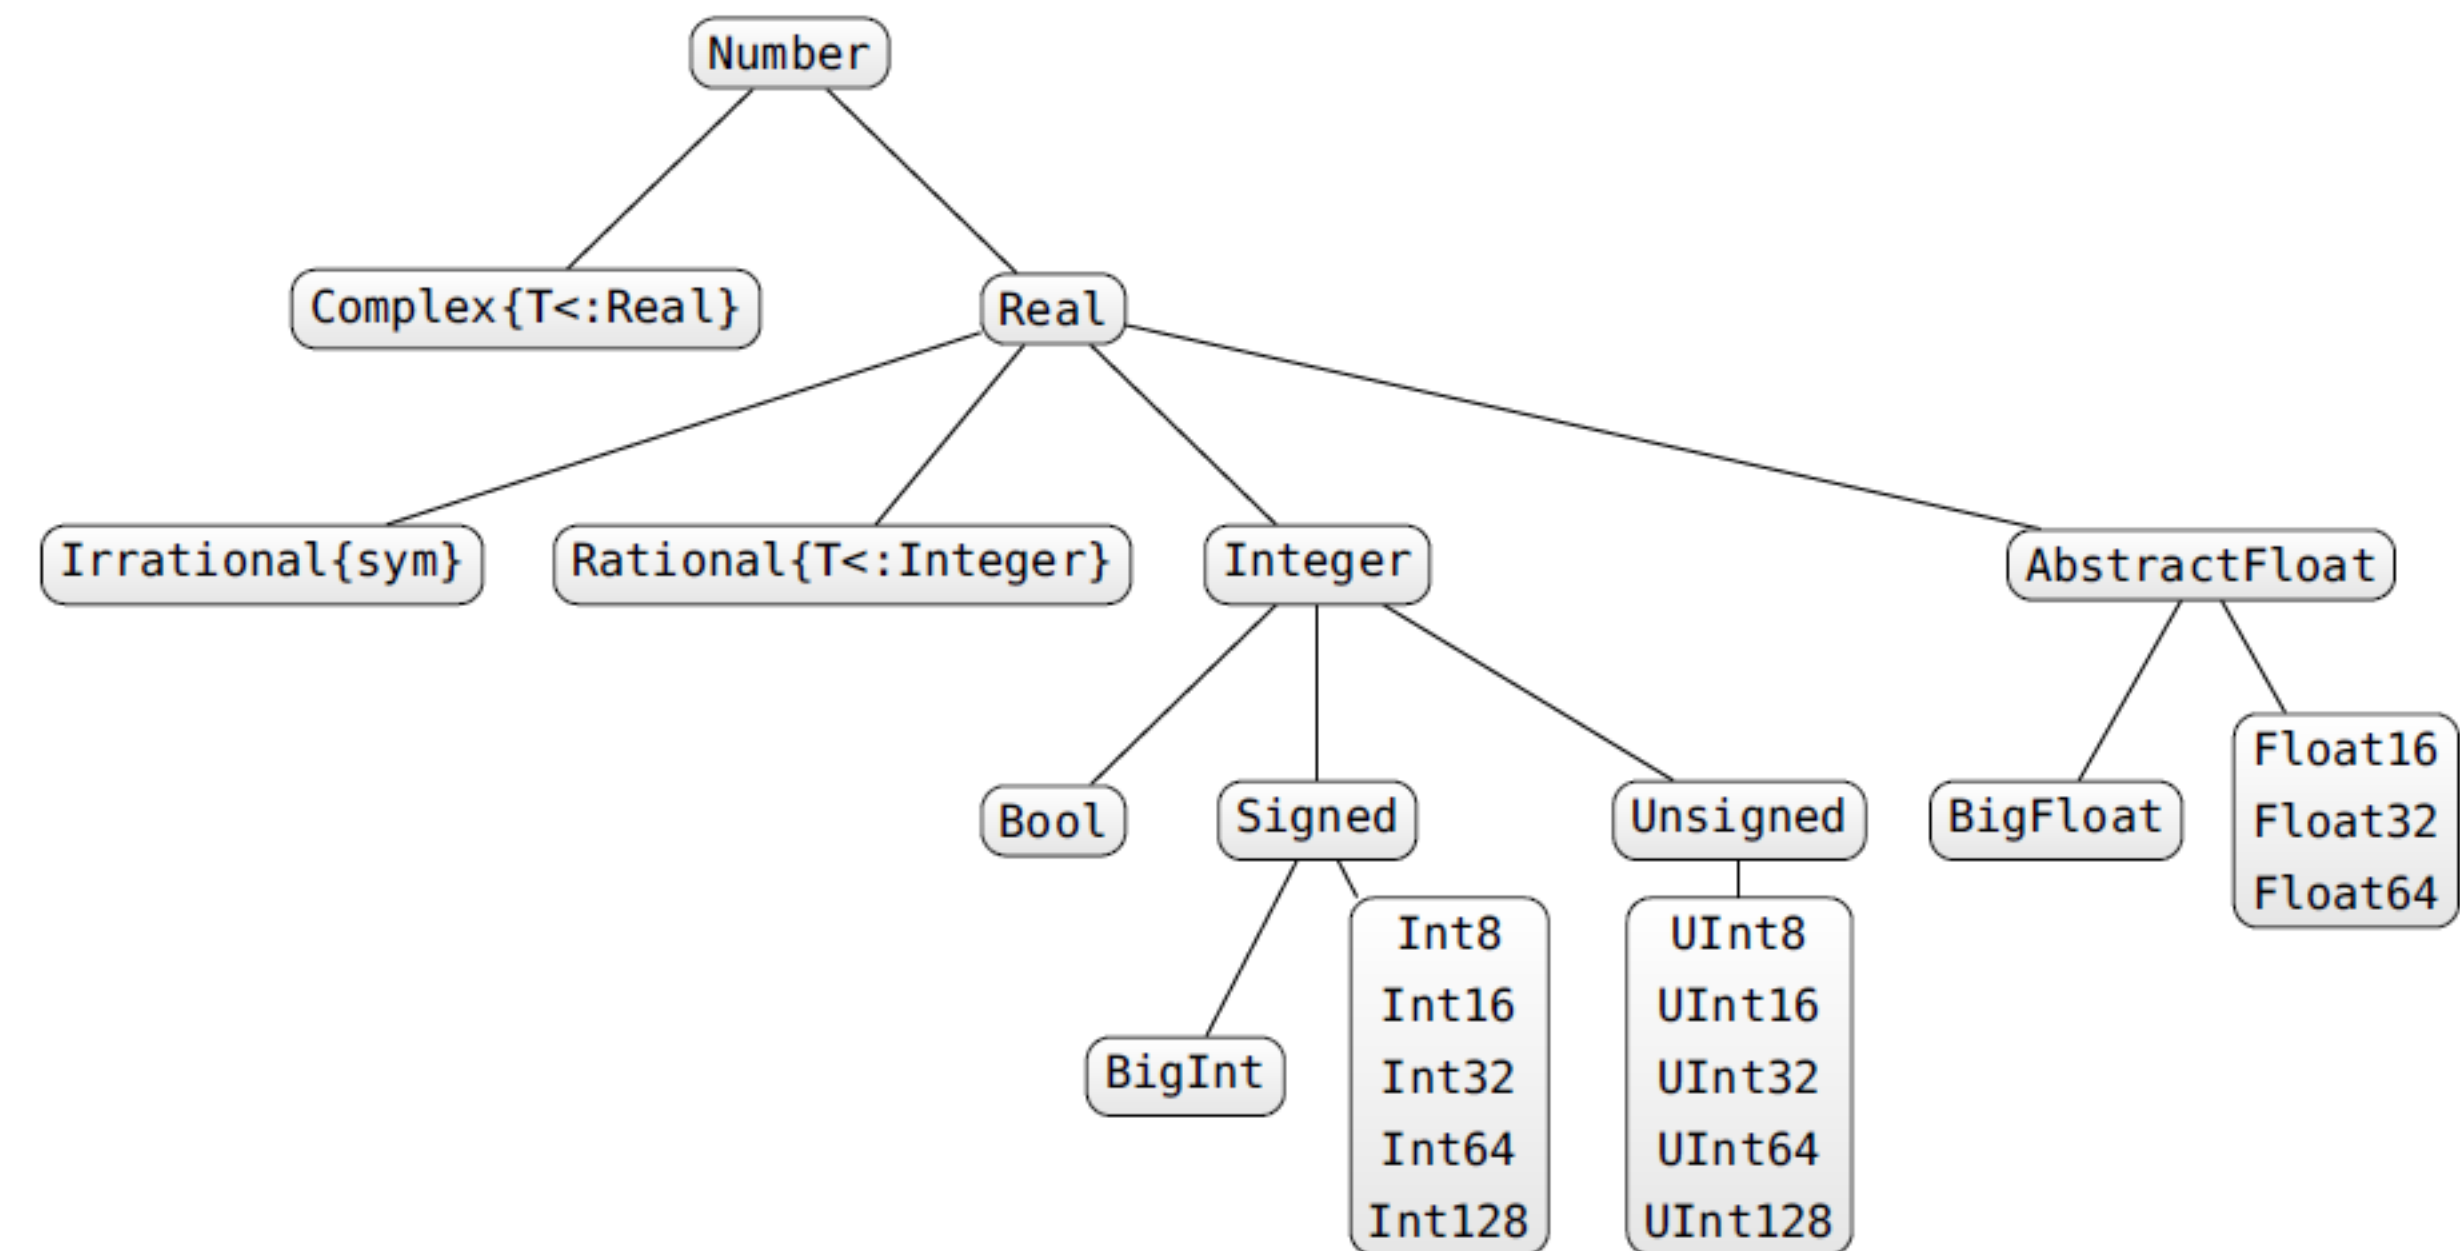 Number
Complex{T<:Real}
Real
Irrational{sym}
Rational{T<:Integer}
Integer
AbstractFloat
Bool
Signed
Unsigned
BigFloat
Float16
Float32
Float64
BigInt
Int8
Int16
Int32
Int64
Int128
UInt8
UInt16
UInt32
UInt64
UInt128